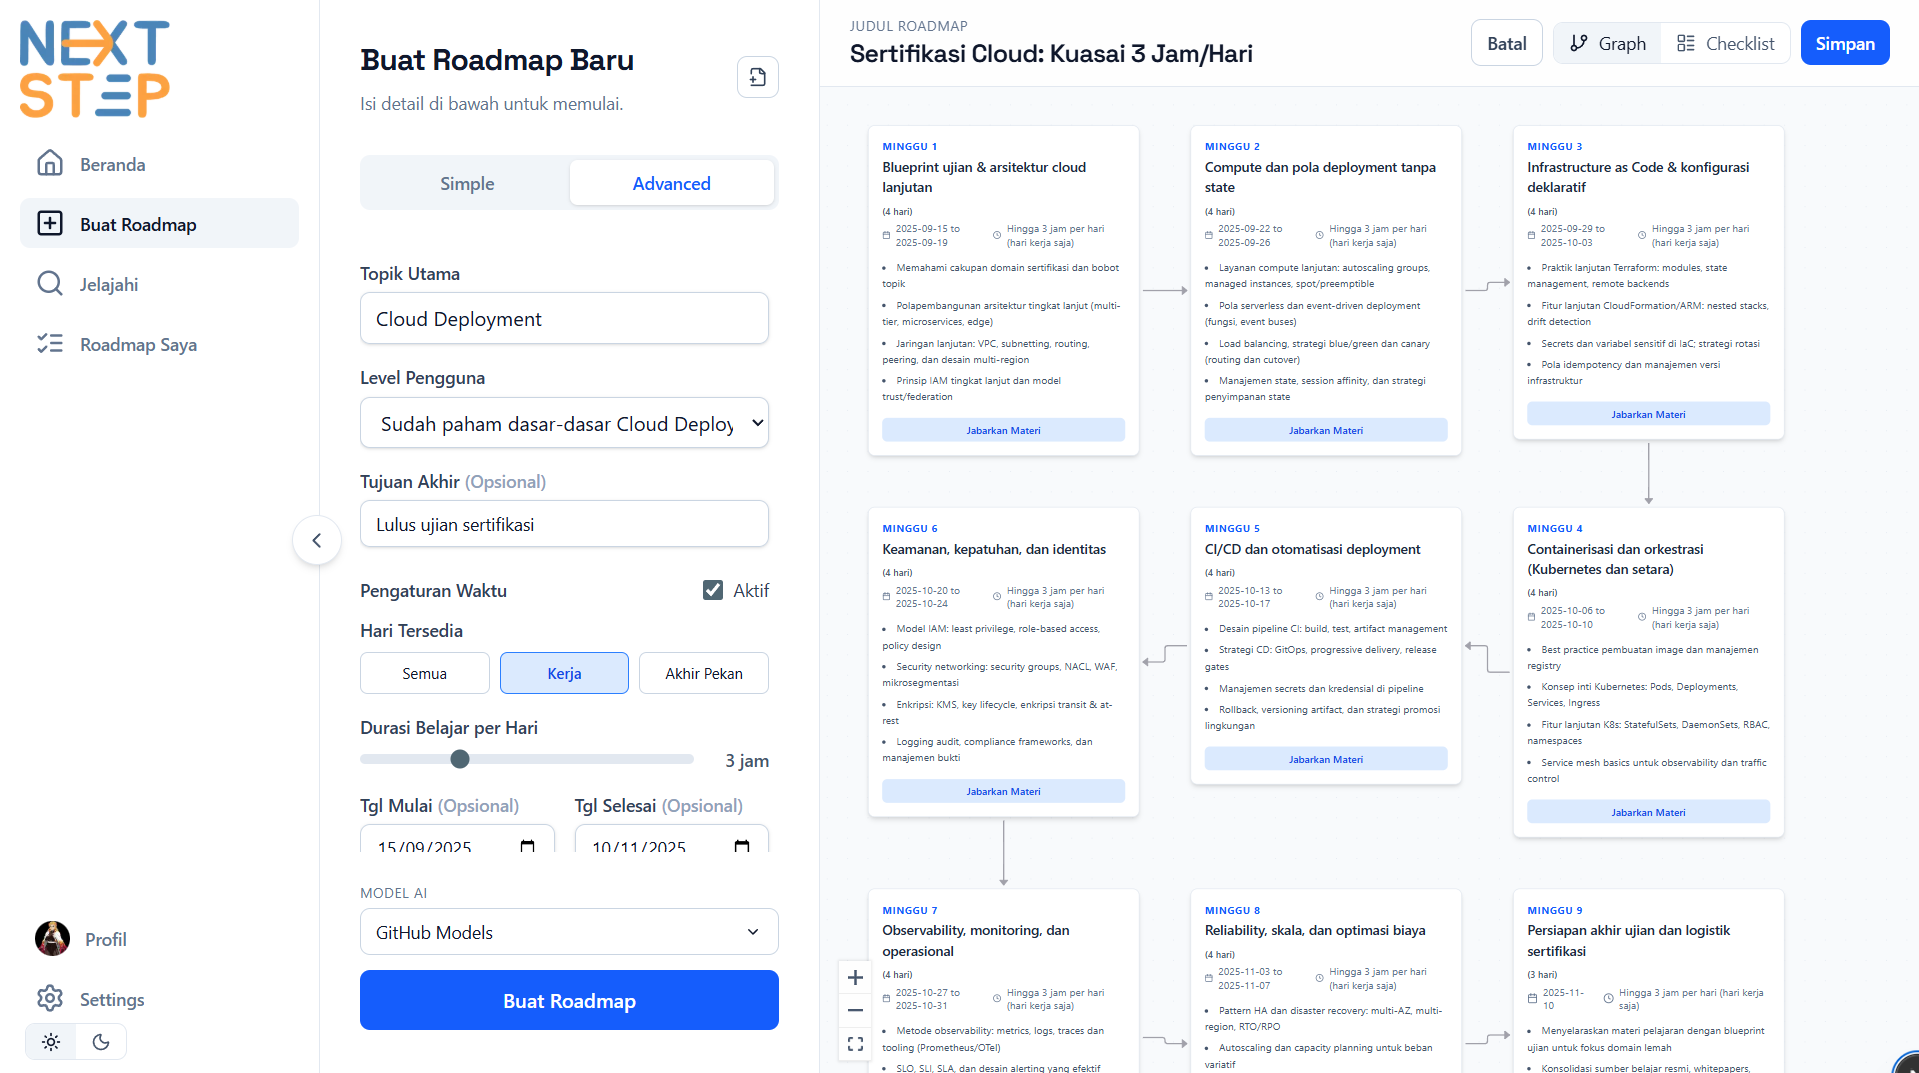 NEXT
STEP
Beranda
Buat Roadmap
Jelajahi
Roadmap Saya
Profil
Settings
Buat Roadmap Baru
Isi detail di bawah untuk memulai.
Simple
Advanced
Topik Utama
Cloud Deployment
Level Pengguna
Sudah paham dasar-dasar Cloud Deploy
Tujuan Akhir (Opsional)
Lulus ujian sertifikasi
Pengaturan Waktu
Aktif
Hari Tersedia
Semua
Kerja
Akhir Pekan
Durasi Belajar per Hari
3 jam
Tgl Mulai (Opsional)
Tgl Selesai (Opsional)
15/09/2025
10/11/2025
MODEL AI
GitHub Models
Buat Roadmap
JUDUL ROADMAP
Sertifikasi Cloud: Kuasai 3 Jam/Hari
Batal
Graph
Checklist
Simpan
MINGGU 1
Blueprint ujian & arsitektur cloud
lanjutan
(4 hari)
2025-09-15 to
2025-09-19
Hingga 3 jam per hari
(hari kerja saja)
• Memahami cakupan domain sertifikasi dan bobot
topik
• Polapembangunan arsitektur tingkat lanjut (multi-
tier, microservices, edge)
• Jaringan lanjutan: VPC, subnetting, routing,
peering, dan desain multi-region
• Prinsip IAM tingkat lanjut dan model
trust/federation
Jabarkan Materi
MINGGU 2
Compute dan pola deployment tanpa
state
(4 hari)
2025-09-22 to
2025-09-26
Hingga 3 jam per hari
(hari kerja saja)
• Layanan compute lanjutan: autoscaling groups,
managed instances, spot/preemptible
• Pola serverless dan event-driven deployment
(fungsi, event buses)
• Load balancing, strategi blue/green dan canary
(routing dan cutover)
• Manajemen state, session affinity, dan strategi
penyimpanan state
Jabarkan Materi
MINGGU 3
Infrastructure as Code & konfigurasi
deklaratif
(4 hari)
2025-09-29 to
2025-10-03
Hingga 3 jam per hari
(hari kerja saja)
• Praktik lanjutan Terraform: modules, state
management, remote backends
• Fitur lanjutan CloudFormation/ARM: nested stacks,
drift detection
• Secrets dan variabel sensitif di IaC; strategi rotasi
• Pola idempotency dan manajemen versi
infrastruktur
Jabarkan Materi
MINGGU 6
Keamanan, kepatuhan, dan identitas
(4 hari)
2025-10-20 to
2025-10-24
Hingga 3 jam per hari
(hari kerja saja)
• Model IAM: least privilege, role-based access,
policy design
• Security networking: security groups, NACL, WAF,
mikrosegmentasi
• Enkripsi: KMS, key lifecycle, enkripsi transit & at-
rest
• Logging audit, compliance frameworks, dan
manajemen bukti
Jabarkan Materi
MINGGU 5
CI/CD dan otomatisasi deployment
(4 hari)
2025-10-13 to
2025-10-17
Hingga 3 jam per hari
(hari kerja saja)
• Desain pipeline CI: build, test, artifact management
• Strategi CD: GitOps, progressive delivery, release
gates
• Manajemen secrets dan kredensial di pipeline
• Rollback, versioning artifact, dan strategi promosi
lingkungan
Jabarkan Materi
MINGGU 4
Containerisasi dan orkestrasi
(Kubernetes dan setara)
(4 hari)
2025-10-06 to
2025-10-10
Hingga 3 jam per hari
(hari kerja saja)
• Best practice pembuatan image dan manajemen
registry
• Konsep inti Kubernetes: Pods, Deployments,
Services, Ingress
• Fitur lanjutan K8s: StatefulSets, DaemonSets, RBAC,
namespaces
• Service mesh basics untuk observability dan traffic
control
Jabarkan Materi
MINGGU 7
Observability, monitoring, dan
operasional
(4 hari)
2025-10-27 to
2025-10-31
Hingga 3 jam per hari
(hari kerja saja)
• Metode observability: metrics, logs, traces dan
tooling (Prometheus/OTel)
• SLO, SLI, SLA, dan desain alerting yang efektif
MINGGU 8
Reliability, skala, dan optimasi biaya
(4 hari)
2025-11-03 to
2025-11-07
Hingga 3 jam per hari
(hari kerja saja)
• Pattern HA dan disaster recovery: multi-AZ, multi-
region, RTO/RPO
• Autoscaling dan capacity planning untuk beban
variatif
MINGGU 9
Persiapan akhir ujian dan logistik
sertifikasi
(3 hari)
2025-11-
10
Hingga 3 jam per hari (hari kerja
saja)
• Menyelaraskan materi pelajaran dengan blueprint
ujian untuk fokus domain lemah
• Konsolidasi sumber belajar resmi, whitepapers,